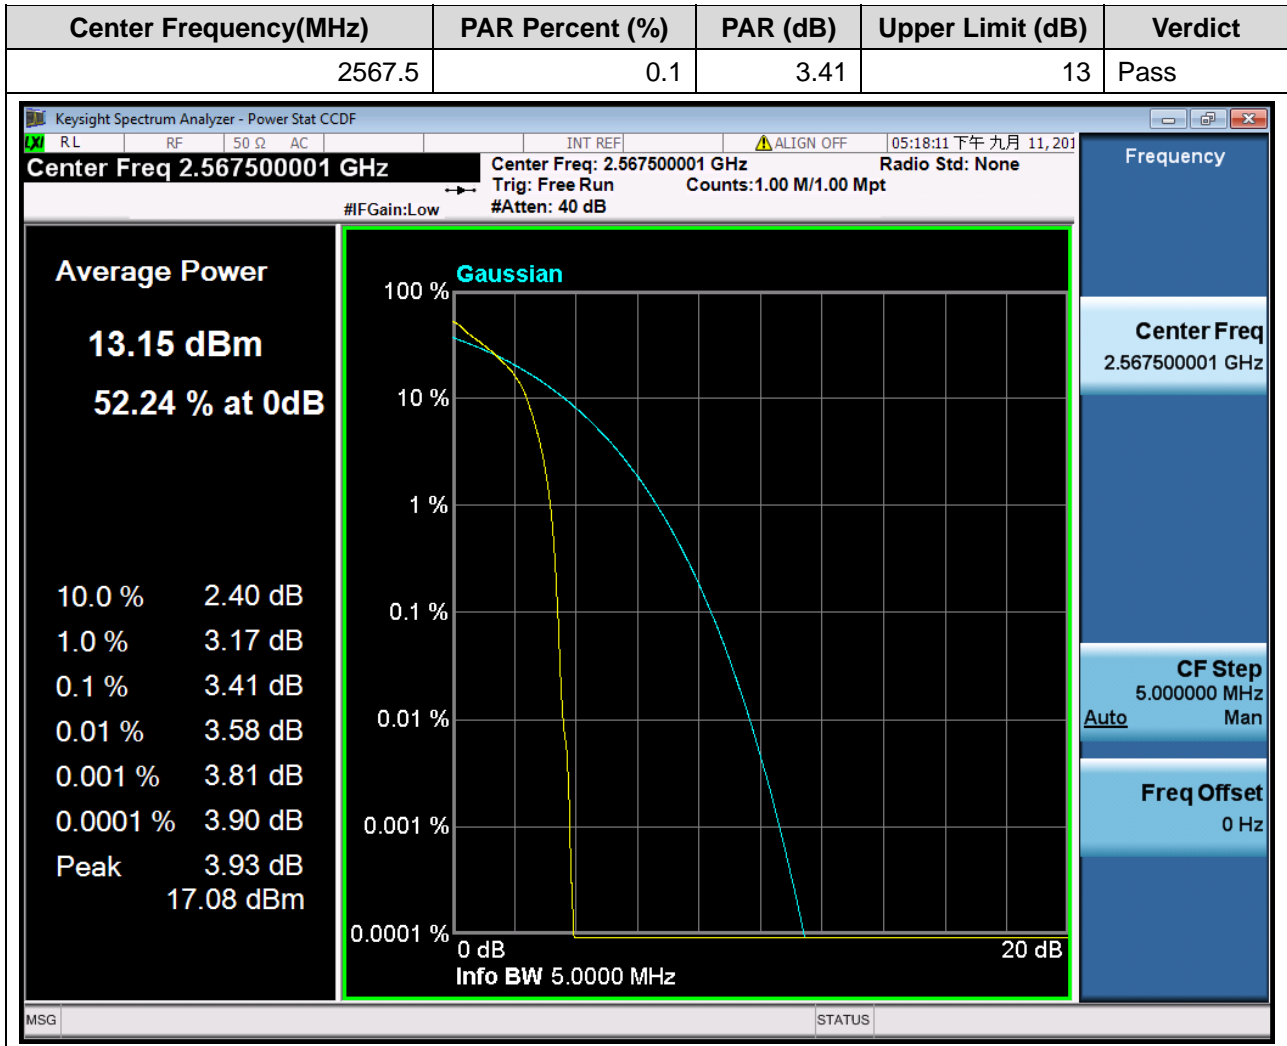 Center Frequency(MHz) PAR Percent (%) PAR (dB) Upper Limit (dB) Verdict
2567.5 0.1 3.41 13 Pass
Keysight Spectrum Analyzer - Power Stat CCDF
LXI RL RF 50 Ω AC INT REF ALIGN OFF 05:18:11 下午 九月 11, 201
Center Freq 2.567500001 GHz
Center Freq: 2.567500001 GHz Radio Std: None
Trig: Free Run Counts:1.00 M/1.00 Mpt
#IFGain:Low #Atten: 40 dB
Frequency
Average Power
13.15 dBm
52.24 % at 0dB
10.0 % 2.40 dB
1.0 % 3.17 dB
0.1 % 3.41 dB
0.01 % 3.58 dB
0.001 % 3.81 dB
0.0001 % 3.90 dB
Peak 3.93 dB
17.08 dBm
Gaussian
100 %
10 %
1 %
0.1 %
0.01 %
0.001 %
0.0001 %
0 dB 20 dB
Info BW 5.0000 MHz
Center Freq
2.567500001 GHz
CF Step
5.000000 MHz
Auto Man
Freq Offset
0 Hz
MSG STATUS